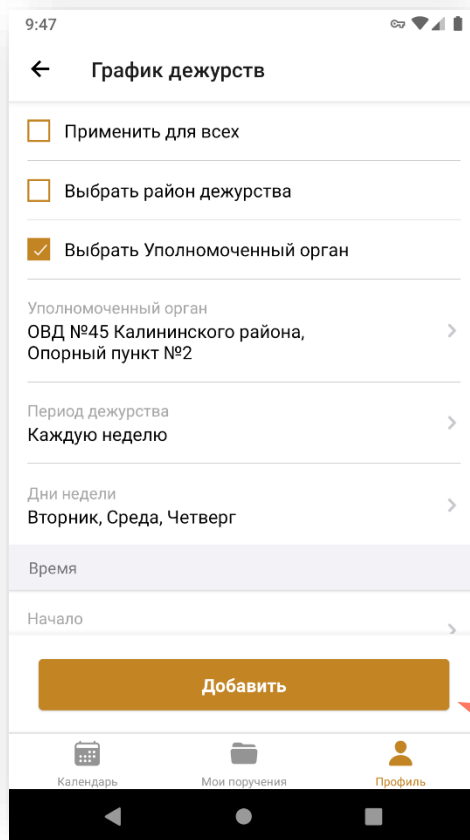 9:47
График дежурств
Применить для всех
Выбрать район дежурства
Выбрать Уполномоченный орган
Уполномоченный орган
ОВД №45 Калининского района,
Опорный пункт №2
Период дежурства
Каждую неделю
Дни недели
Вторник, Среда, Четверг
Время
Начало
Добавить
Календарь
Мои поручения
Профиль